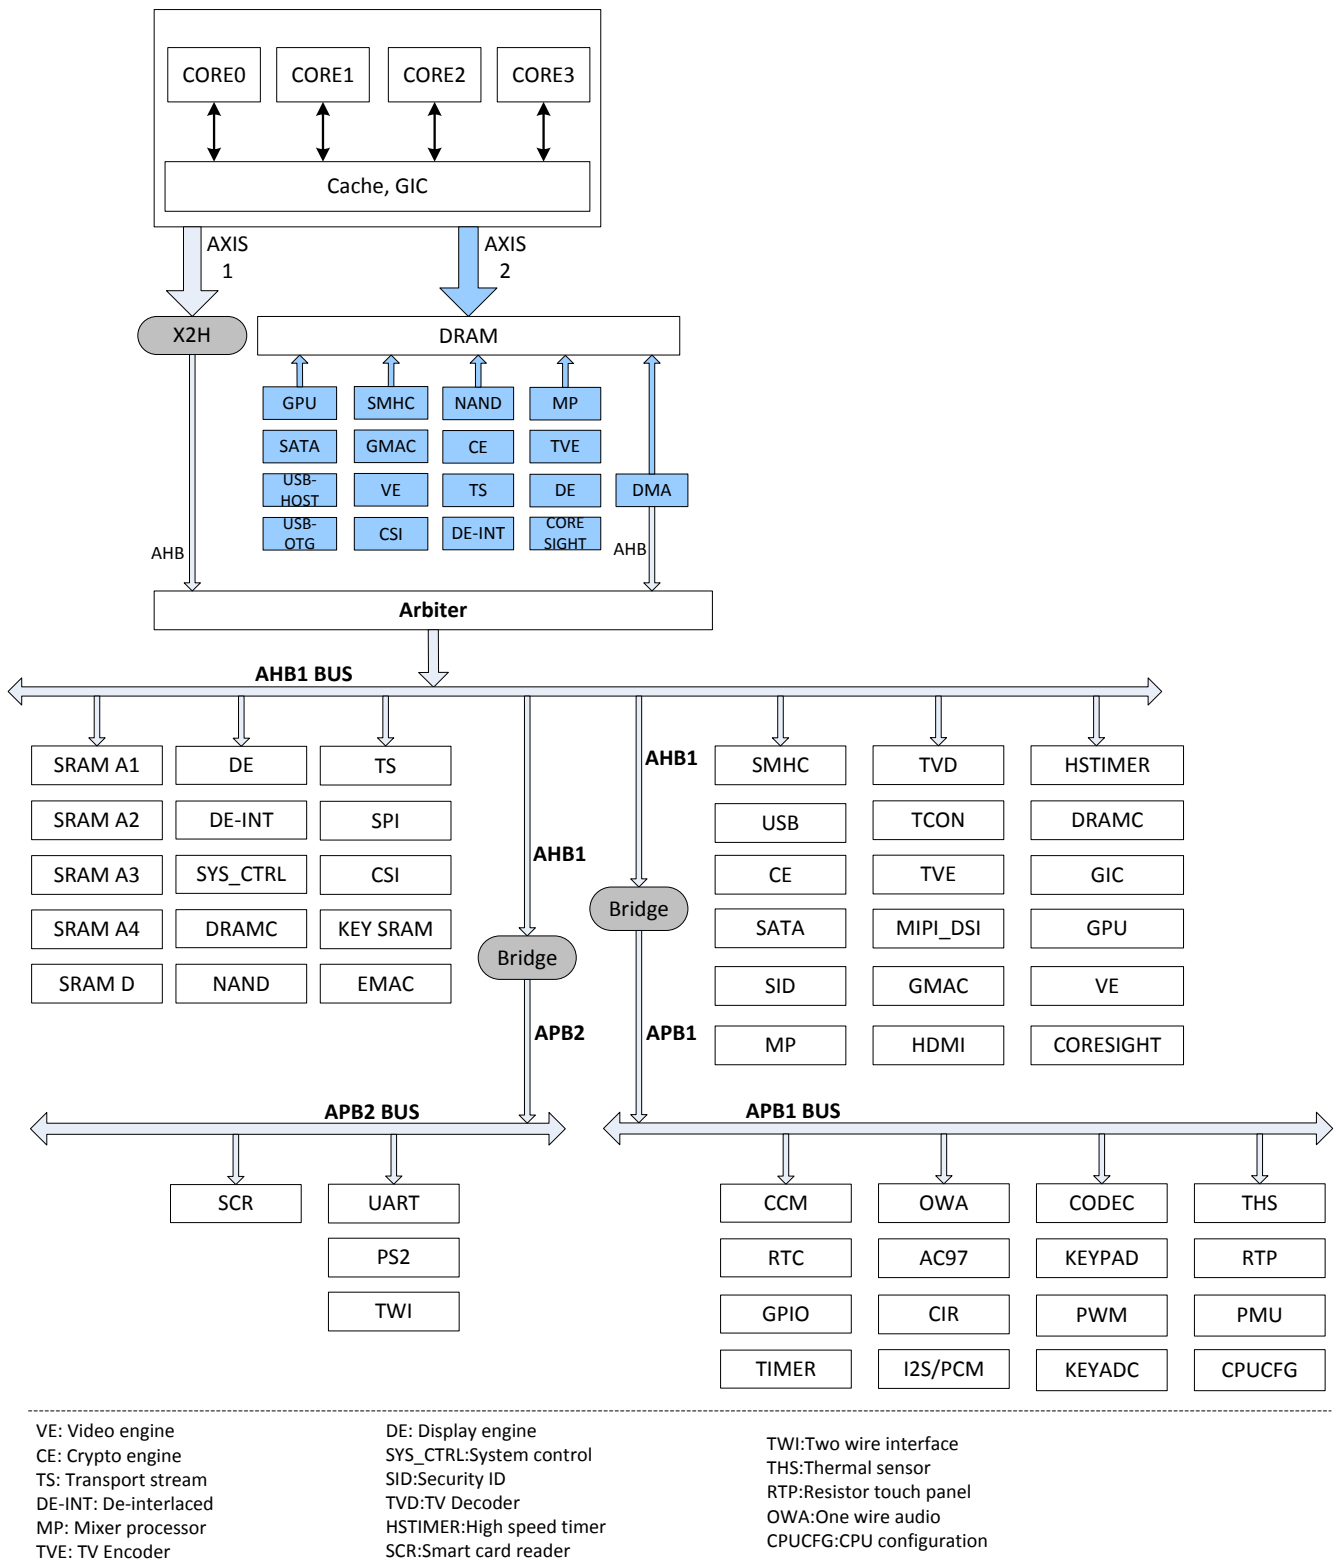 CORE0 CORE1 CORE2 CORE3
Cache, GIC
AXIS
1
AXIS
2
X2H
DRAM
GPU SMHC NAND MP
SATA GMAC CE TVE
USB-
HOST
VE TS DE DMA
USB-
OTG
CSI DE-INT
CORE
SIGHT
AHB AHB
Arbiter
AHB1 BUS
SRAM A1 DE TS AHB1 SMHC TVD HSTIMER
SRAM A2 DE-INT SPI USB TCON DRAMC
AHB1
SRAM A3 SYS_CTRL CSI CE TVE GIC
Bridge
SRAM A4 DRAMC KEY SRAM SATA MIPI_DSI GPU
Bridge
SRAM D NAND EMAC SID GMAC VE
APB2 APB1
MP HDMI CORESIGHT
APB2 BUS APB1 BUS
SCR UART CCM OWA CODEC THS
PS2 RTC AC97 KEYPAD RTP
TWI GPIO CIR PWM PMU
TIMER I2S/PCM KEYADC CPUCFG
VE: Video engine
CE: Crypto engine
TS: Transport stream
DE-INT: De-interlaced
MP: Mixer processor
TVE: TV Encoder
DE: Display engine
SYS_CTRL:System control
SID:Security ID
TVD:TV Decoder
HSTIMER:High speed timer
SCR:Smart card reader
TWI:Two wire interface
THS:Thermal sensor
RTP:Resistor touch panel
OWA:One wire audio
CPUCFG:CPU configuration